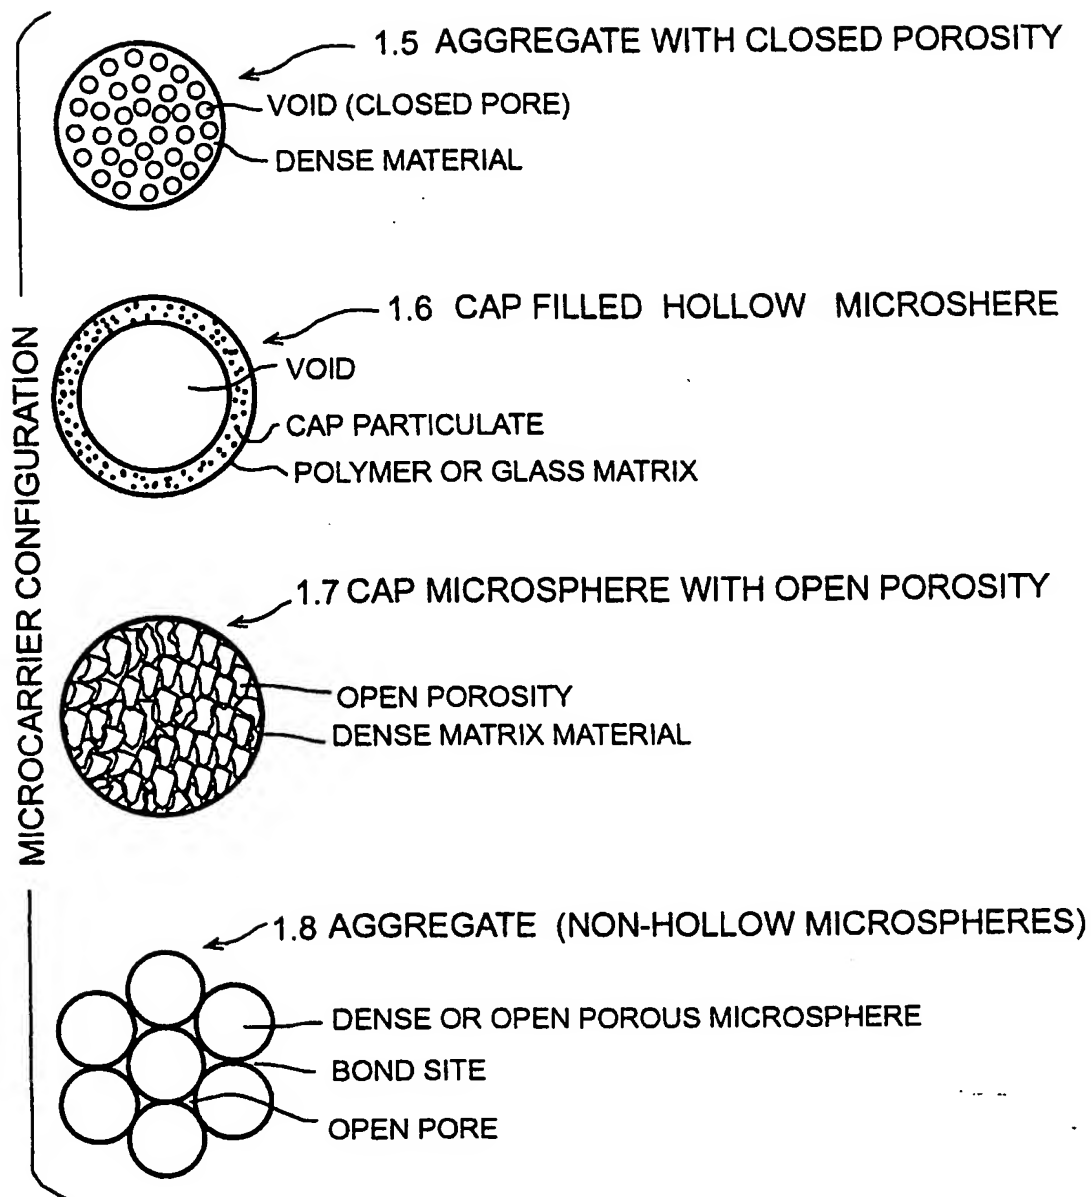 MICROCARRIER CONFIGURATION
1.5 AGGREGATE WITH CLOSED POROSITY
VOID (CLOSED PORE)
DENSE MATERIAL
1.6 CAP FILLED HOLLOW MICROSHERE
VOID
CAP PARTICULATE
POLYMER OR GLASS MATRIX
1.7 CAP MICROSPHERE WITH OPEN POROSITY
OPEN POROSITY
DENSE MATRIX MATERIAL
1.8 AGGREGATE (NON-HOLLOW MICROSPHERES)
DENSE OR OPEN POROUS MICROSPHERE
BOND SITE
OPEN PORE